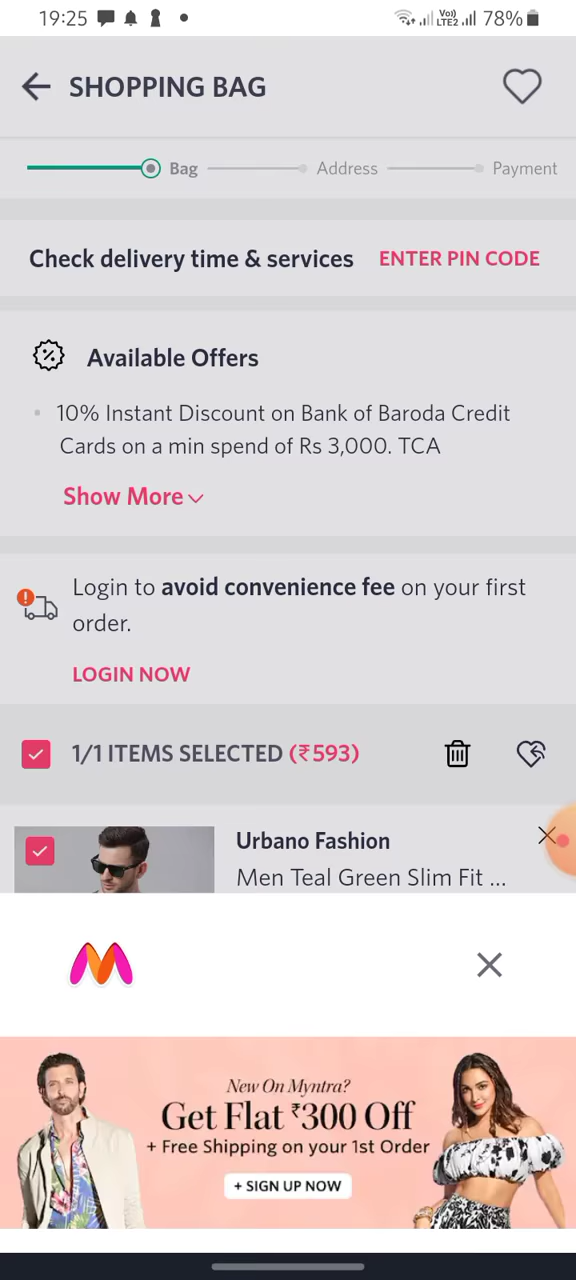 19:25 Vo) LTE2 78%
SHOPPING BAG
Bag Address Payment
Check delivery time & services ENTER PIN CODE
Available Offers
10% Instant Discount on Bank of Baroda Credit
Cards on a min spend of Rs 3,000. TCA
Show More
Login to avoid convenience fee on your first
order.
LOGIN NOW
1/1 ITEMS SELECTED (₹593)
Urbano Fashion
Men Teal Green Slim Fit ...
New On Myntra?
Get Flat ₹300 Off
+ Free Shipping on your 1st Order
+ SIGN UP NOW